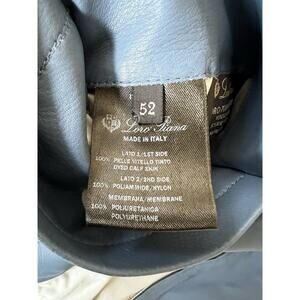 52
Loro Piana
MADE IN ITALY
LATO 1/1ST SIDE
100% PELLE VITELLO TINTO
DYED CALF SKIN
LATO 2/2ND SIDE
100% POLIAMMIDE/NYLON
MEMBRANA/MEMBRANE
100% POLIURETANICA
POLYURETHANE